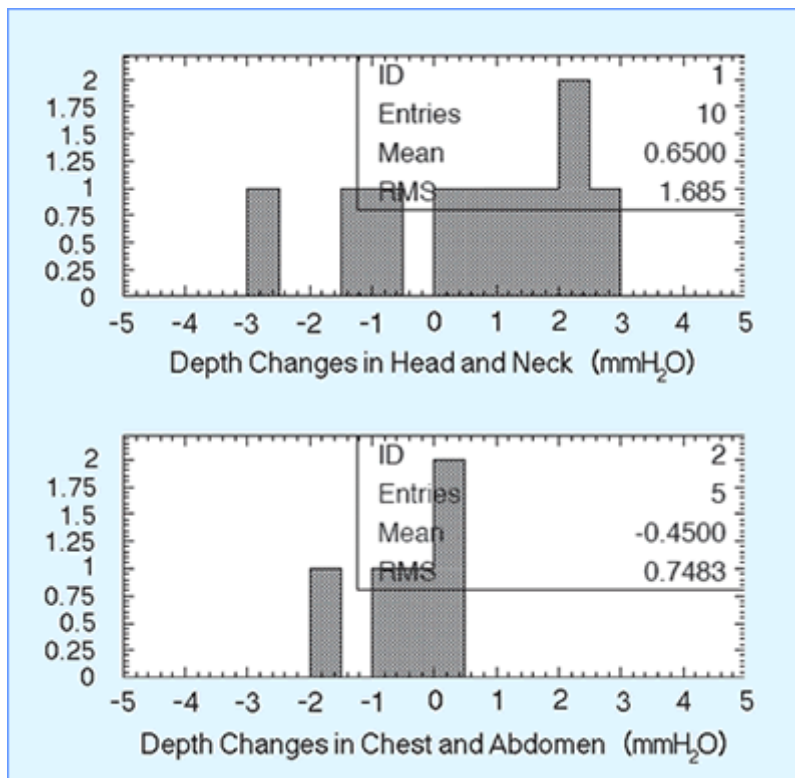 ID 1
2
1.75
Entries 10
1.5
Mean 0.6500
1.25
1
RMS 1.685
0.75
0.5
0.25
0
-5 -4 -3 -2 -1 0 1 2 3 4 5
Depth Changes in Head and Neck (mmH₂O)
ID 2
2
1.75
Entries 5
1.5
Mean -0.4500
1.25
1
RMS 0.7483
0.75
0.5
0.25
0
-5 -4 -3 -2 -1 0 1 2 3 4 5
Depth Changes in Chest and Abdomen (mmH₂O)